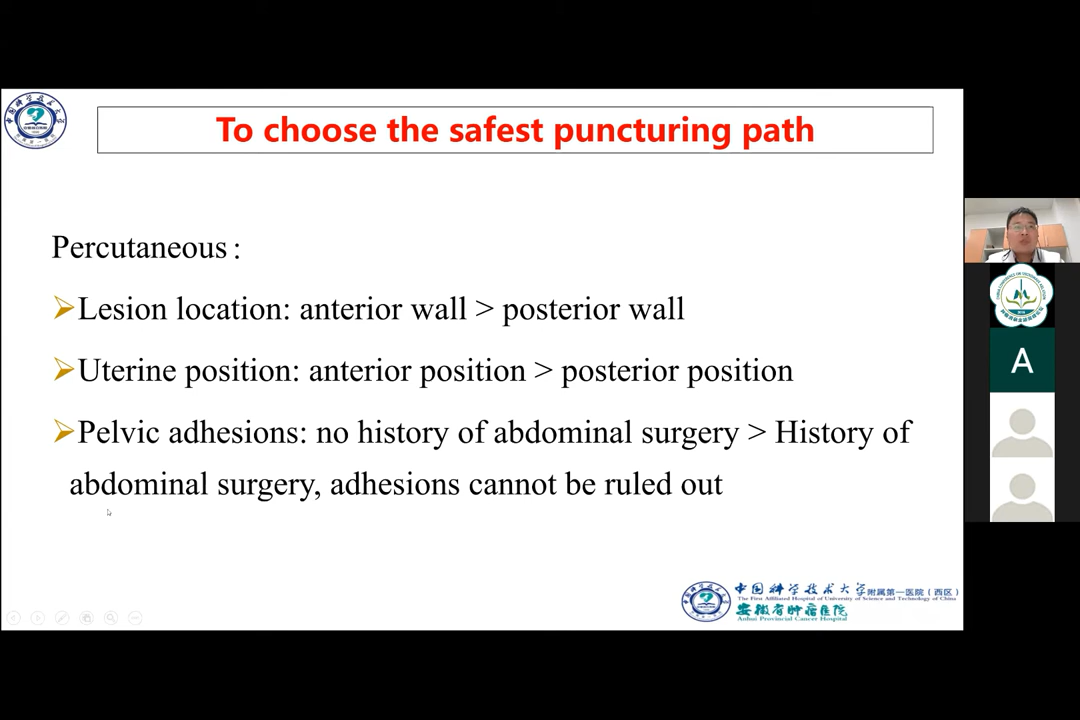 To choose the safest puncturing path
Percutaneous:
Lesion location: anterior wall > posterior wall
Uterine position: anterior position > posterior position
Pelvic adhesions: no history of abdominal surgery > History of
abdominal surgery, adhesions cannot be ruled out
A
中国科学技术大学附属第一医院（西区）
The First Affiliated Hospital of University of Science and Technology of China
安徽省肿瘤医院
Anhui Provincial Cancer Hospital